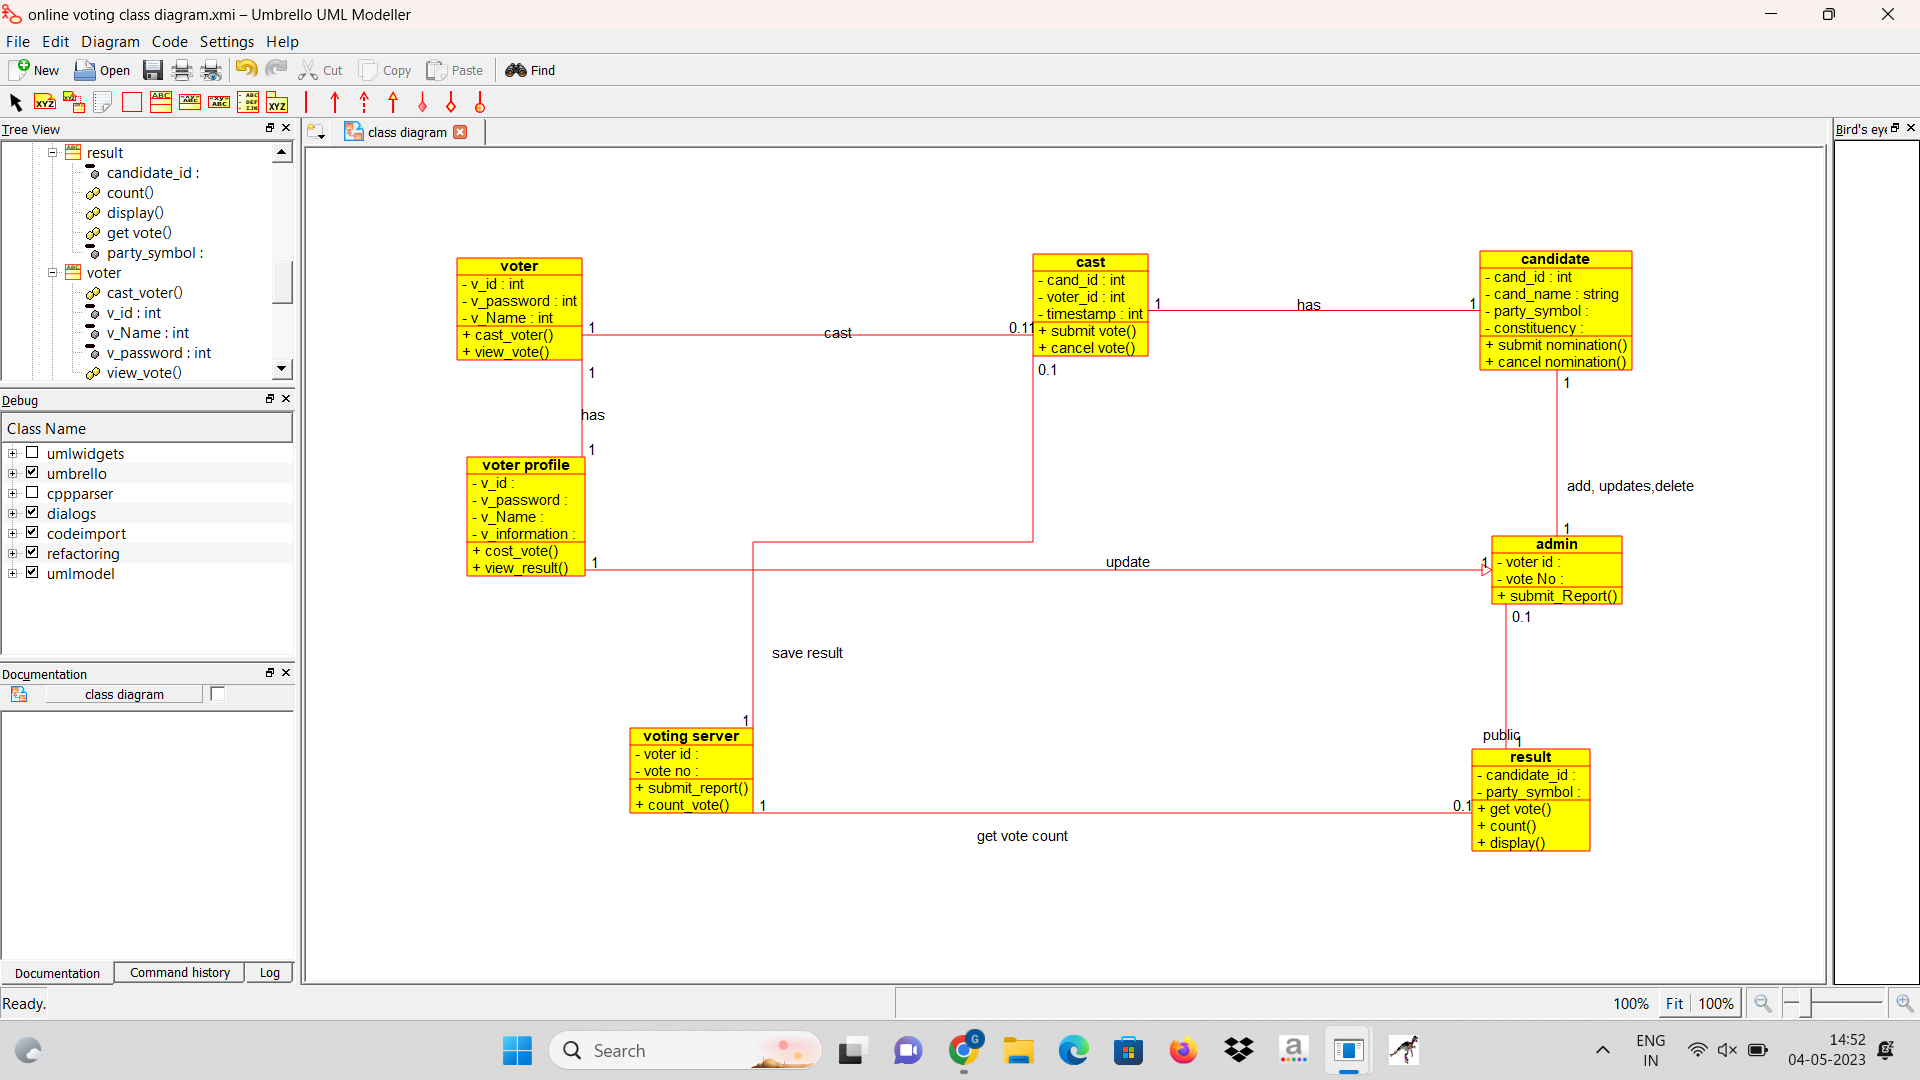 online voting class diagram.xmi – Umbrello UML Modeller
File Edit Diagram Code Settings Help
New Open Cut Copy Paste Find
Tree View
result
candidate_id :
count()
display()
get vote()
party_symbol :
voter
cast_voter()
v_id : int
v_Name : int
v_password : int
view_vote()
Debug
Class Name
umlwidgets
umbrello
cppparser
dialogs
codeimport
refactoring
umlmodel
Documentation
class diagram
Documentation Command history Log
Ready.
class diagram
Bird's eye
voter
- v_id : int
- v_password : int
- v_Name : int
+ cast_voter()
+ view_vote()
1
cast
0.11
cast
- cand_id : int
- voter_id : int
- timestamp : int
+ submit vote()
+ cancel vote()
1
has
1
candidate
- cand_id : int
- cand_name : string
- party_symbol :
- constituency :
+ submit nomination()
+ cancel nomination()
1
has
1
0.1
1
add, updates,delete
1
voter profile
- v_id :
- v_password :
- v_Name :
- v_information :
+ cost_vote()
+ view_result()
1
update
1
admin
- voter id :
- vote No :
+ submit_Report()
0.1
save result
1
public
1
voting server
- voter id :
- vote no :
+ submit_report()
+ count_vote()
1
get vote count
0.1
result
- candidate_id :
- party_symbol :
+ get vote()
+ count()
+ display()
100% Fit 100%
Search
ENG
IN
14:52
04-05-2023